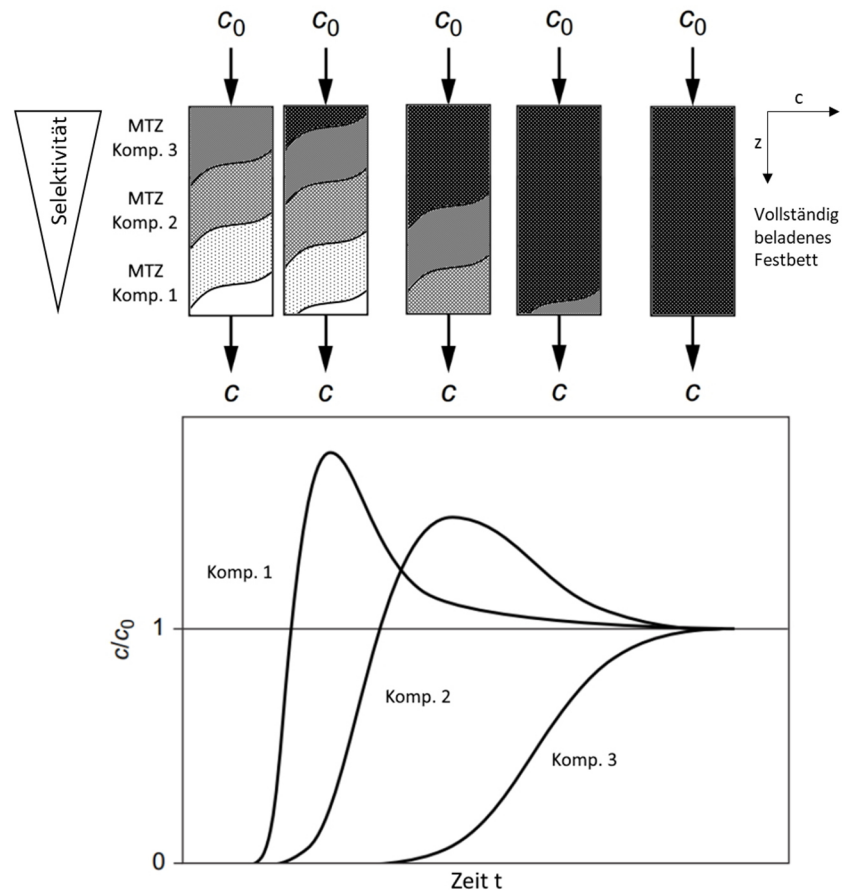 c0 c0 c0 c0 c0
Selektivität
MTZ
Komp. 3
MTZ
Komp. 2
MTZ
Komp. 1
c
z
Vollständig
beladenes
Festbett
c c c c c
Komp. 1
1
c/c0
Komp. 2
Komp. 3
0
Zeit t